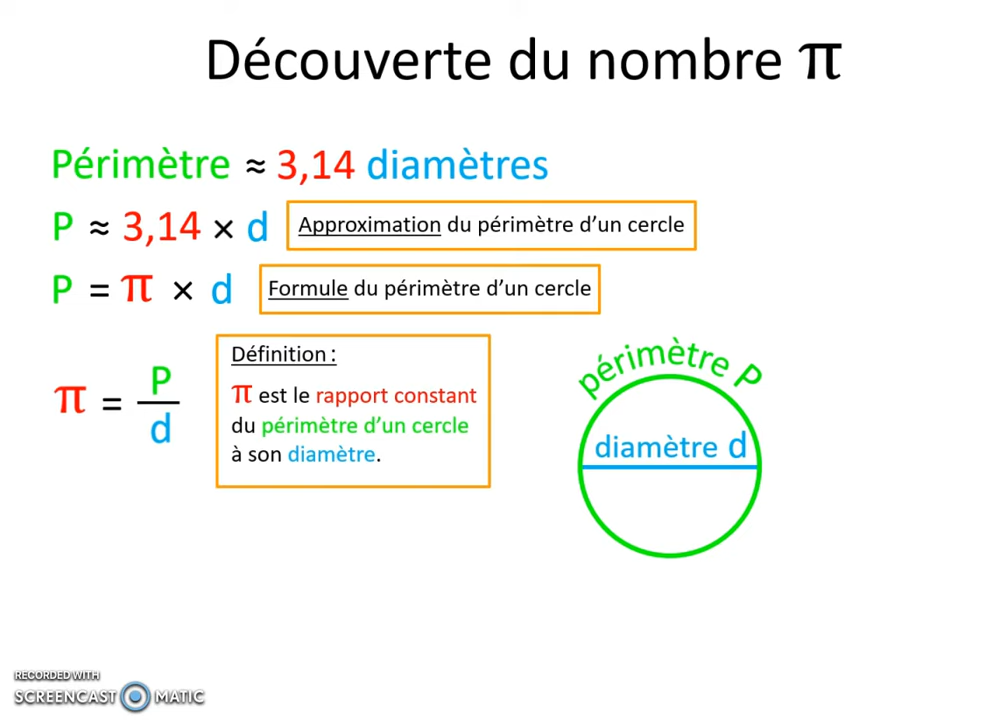 Découverte du nombre π
Périmètre ≈ 3,14 diamètres
P ≈ 3,14 × d
Approximation du périmètre d’un cercle
P = π × d
Formule du périmètre d’un cercle
π = P/d
Définition :
π est le rapport constant
du périmètre d’un cercle
à son diamètre.
périmètre P
diamètre d
RECORDED WITH
SCREENCAST MATIC